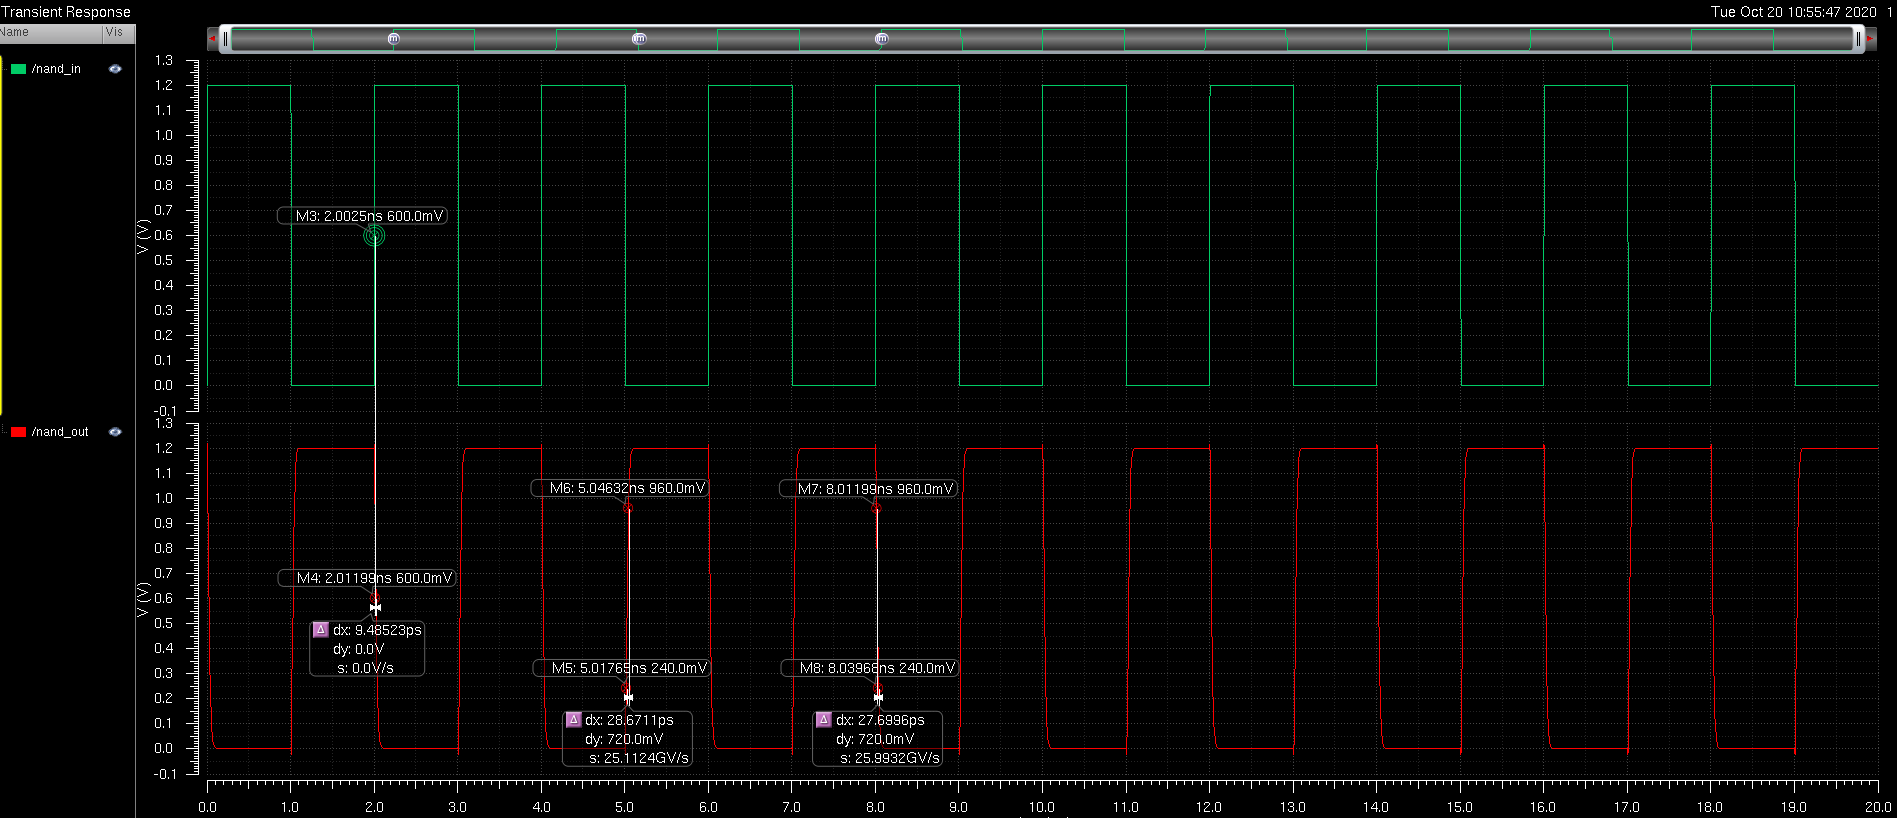 Transient Response
Tue Oct 20 10:55:47 2020 1
Name Vis
/nand_in
1.3
1.2
1.1
1.0
0.9
0.8
0.7
0.6
0.5
0.4
0.3
0.2
0.1
0.0
-0.1
V (V)
M3: 2.0025ns 600.0mV
/nand_out
1.3
1.2
1.1
1.0
0.9
0.8
0.7
0.6
0.5
0.4
0.3
0.2
0.1
0.0
-0.1
V (V)
M6: 5.04632ns 960.0mV
M7: 8.01199ns 960.0mV
M4: 2.01199ns 600.0mV
dx: 9.48523ps
dy: 0.0V
s: 0.0V/s
M5: 5.01765ns 240.0mV
M8: 8.03968ns 240.0mV
dx: 28.6711ps
dy: 720.0mV
s: 25.1124GV/s
dx: 27.6996ps
dy: 720.0mV
s: 25.9932GV/s
0.0 1.0 2.0 3.0 4.0 5.0 6.0 7.0 8.0 9.0 10.0 11.0 12.0 13.0 14.0 15.0 16.0 17.0 18.0 19.0 20.0